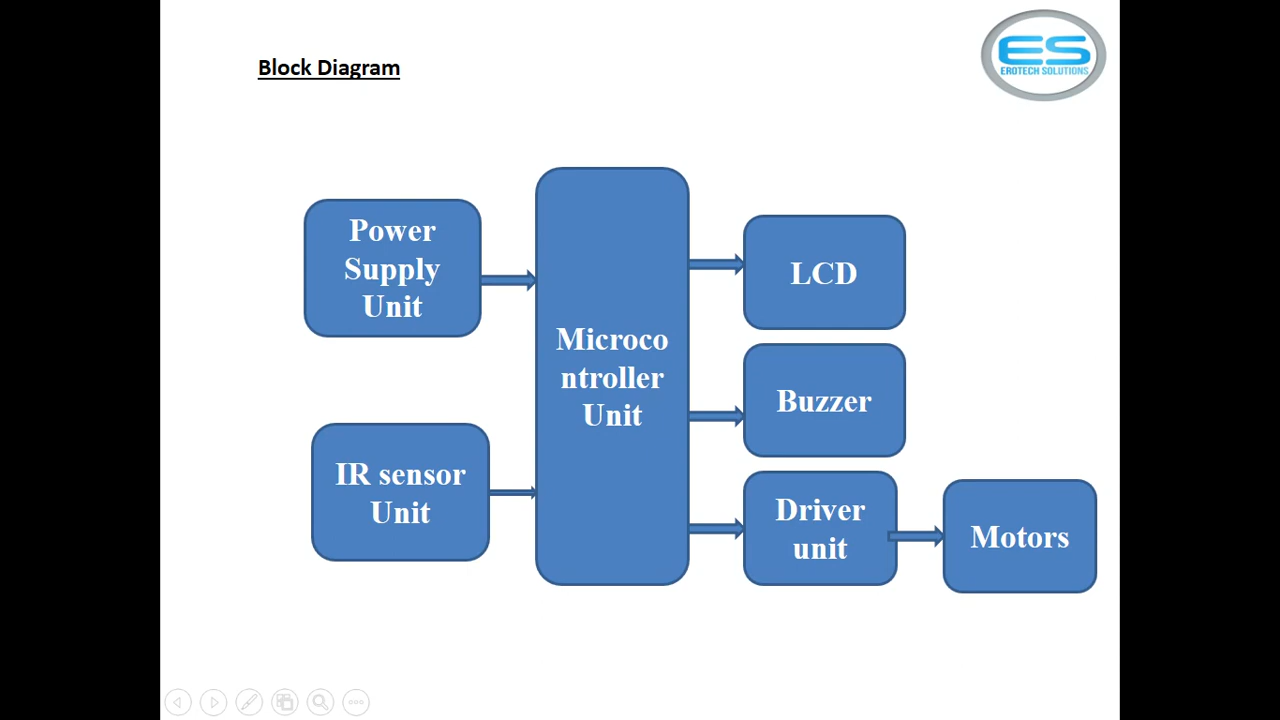 Block Diagram
ES
EROTECH SOLUTIONS
Power
Supply
Unit
IR sensor
Unit
Microco
ntroller
Unit
LCD
Buzzer
Driver
unit
Motors